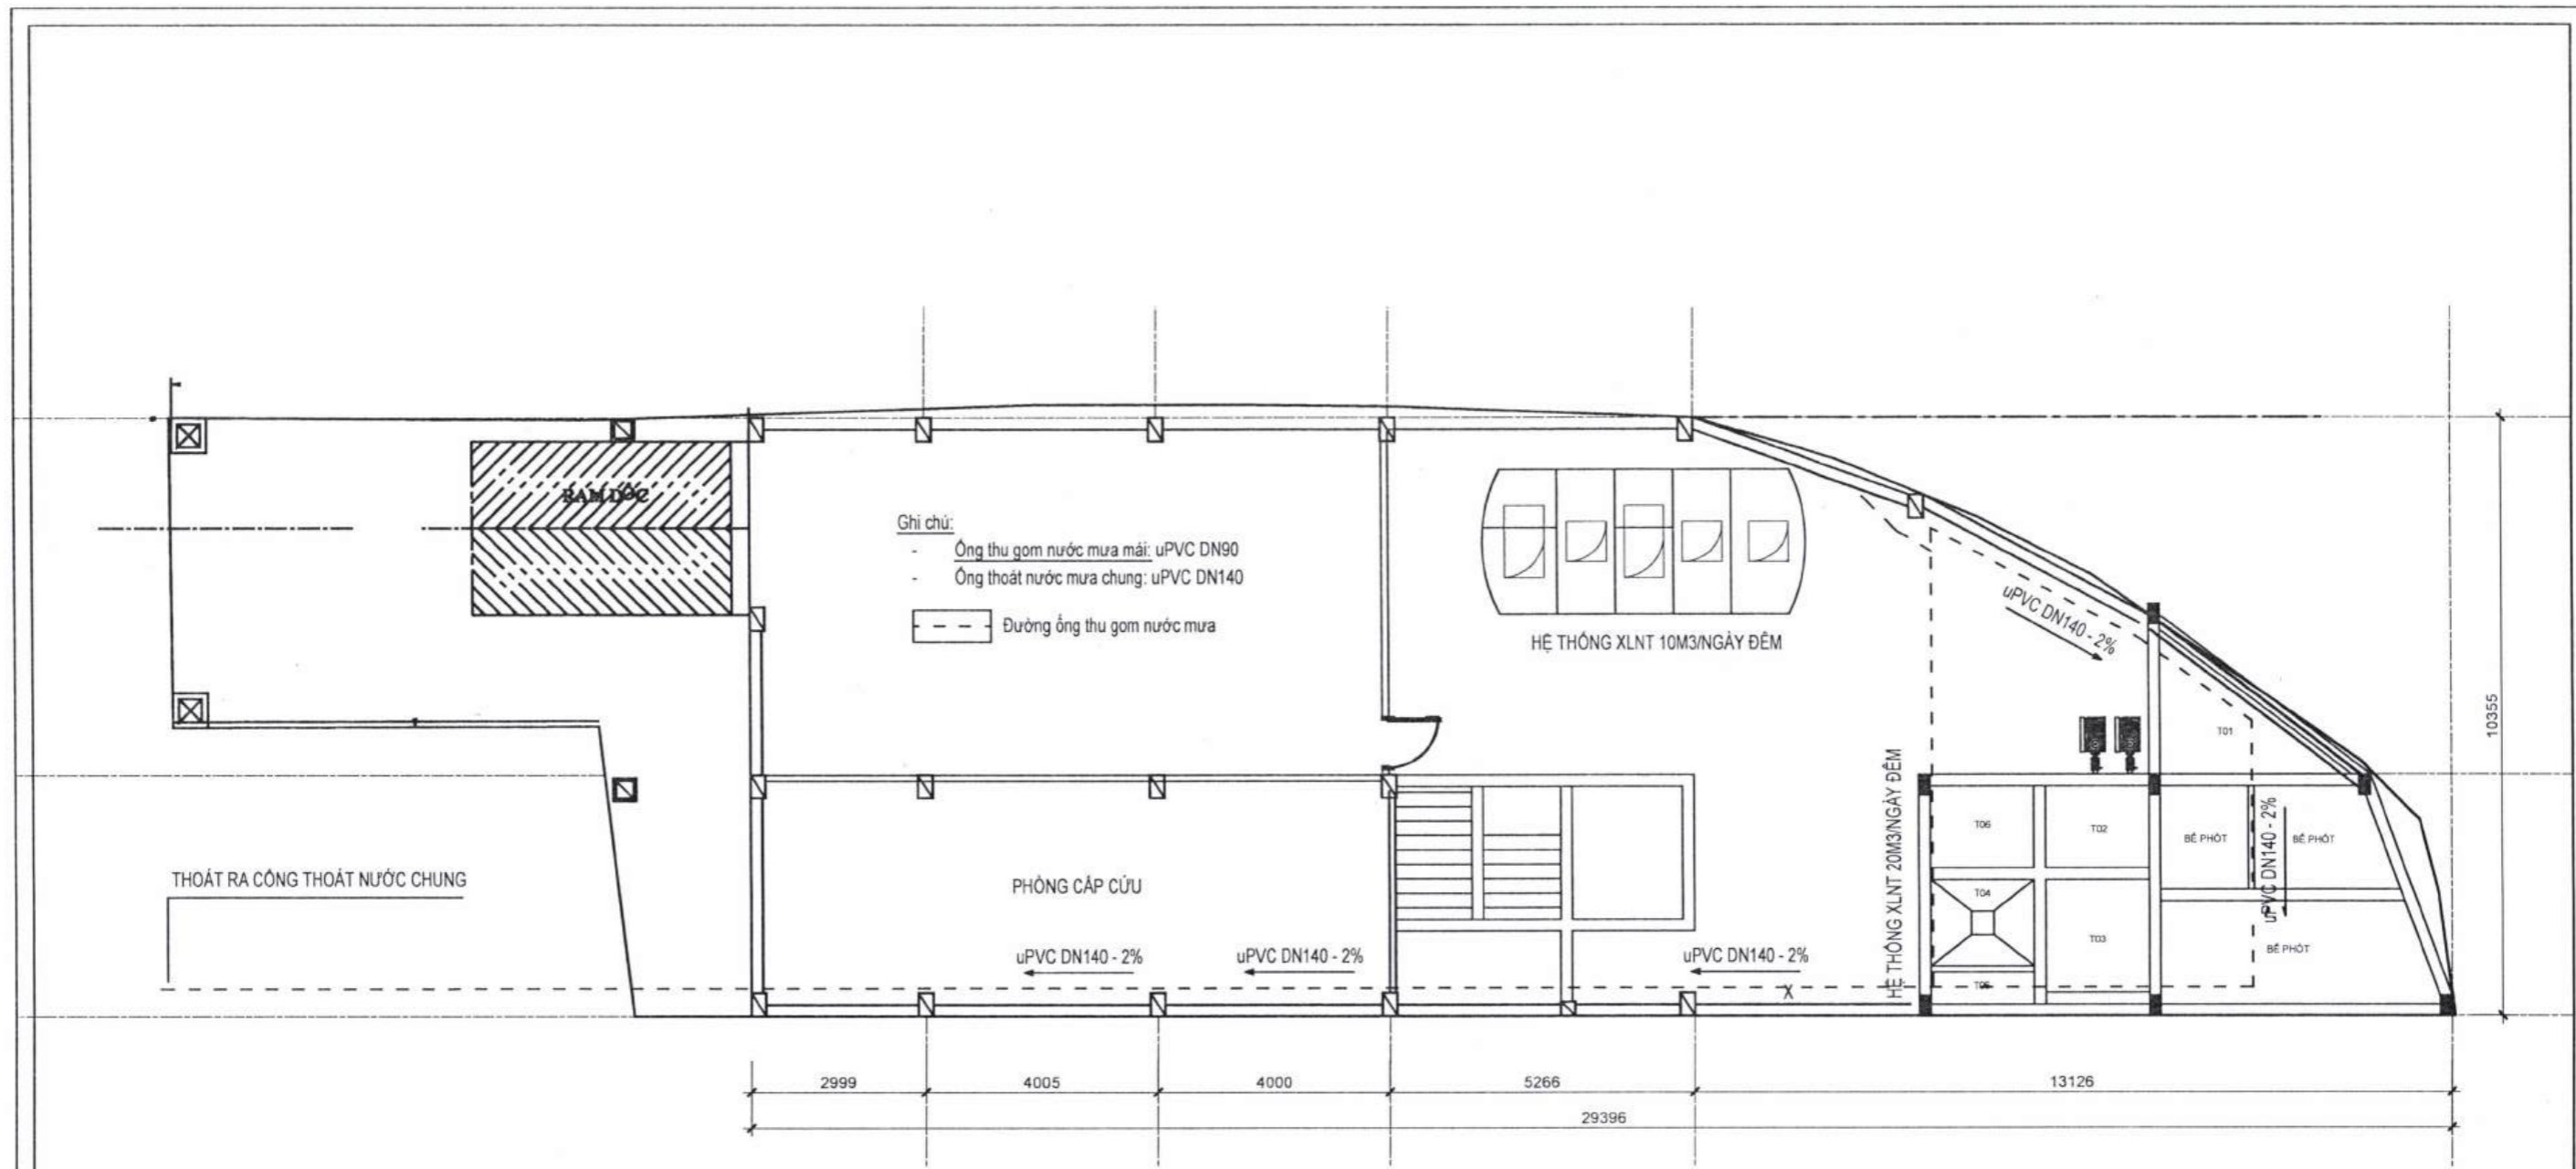 RAM DỐC
Ghi chú:
- Ống thu gom nước mưa mái: uPVC DN90
- Ống thoát nước mưa chung: uPVC DN140
Đường ống thu gom nước mưa
HỆ THỐNG XLNT 10M3/NGÀY ĐÊM
uPVC DN140 - 2%
10355
T01
HỆ THỐNG XLNT 20M3/NGÀY ĐÊM
T06
T02
BỂ PHỐT
uPVC DN140 - 2%
BỂ PHỐT
THOÁT RA CỐNG THOÁT NƯỚC CHUNG
PHÒNG CẤP CỨU
T04
T03
BỂ PHỐT
uPVC DN140 - 2%
uPVC DN140 - 2%
uPVC DN140 - 2%
X
T05
2999
4005
4000
5266
13126
29396